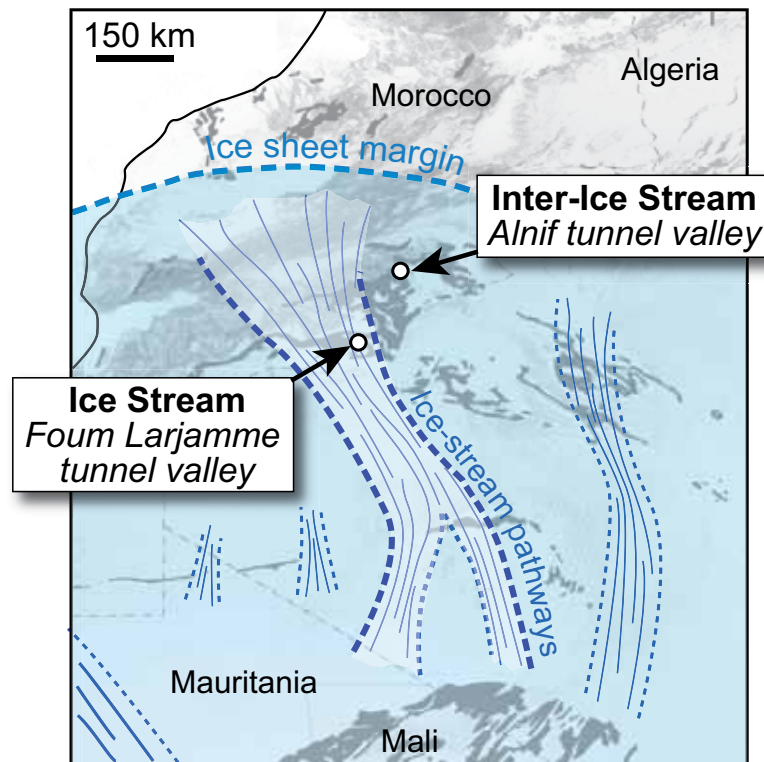 150 km
Algeria
Morocco
Ice sheet margin
Inter-Ice Stream
Alnif tunnel valley
Ice Stream
Foum Larjamme
tunnel valley
Ice-stream pathways
Mauritania
Mali